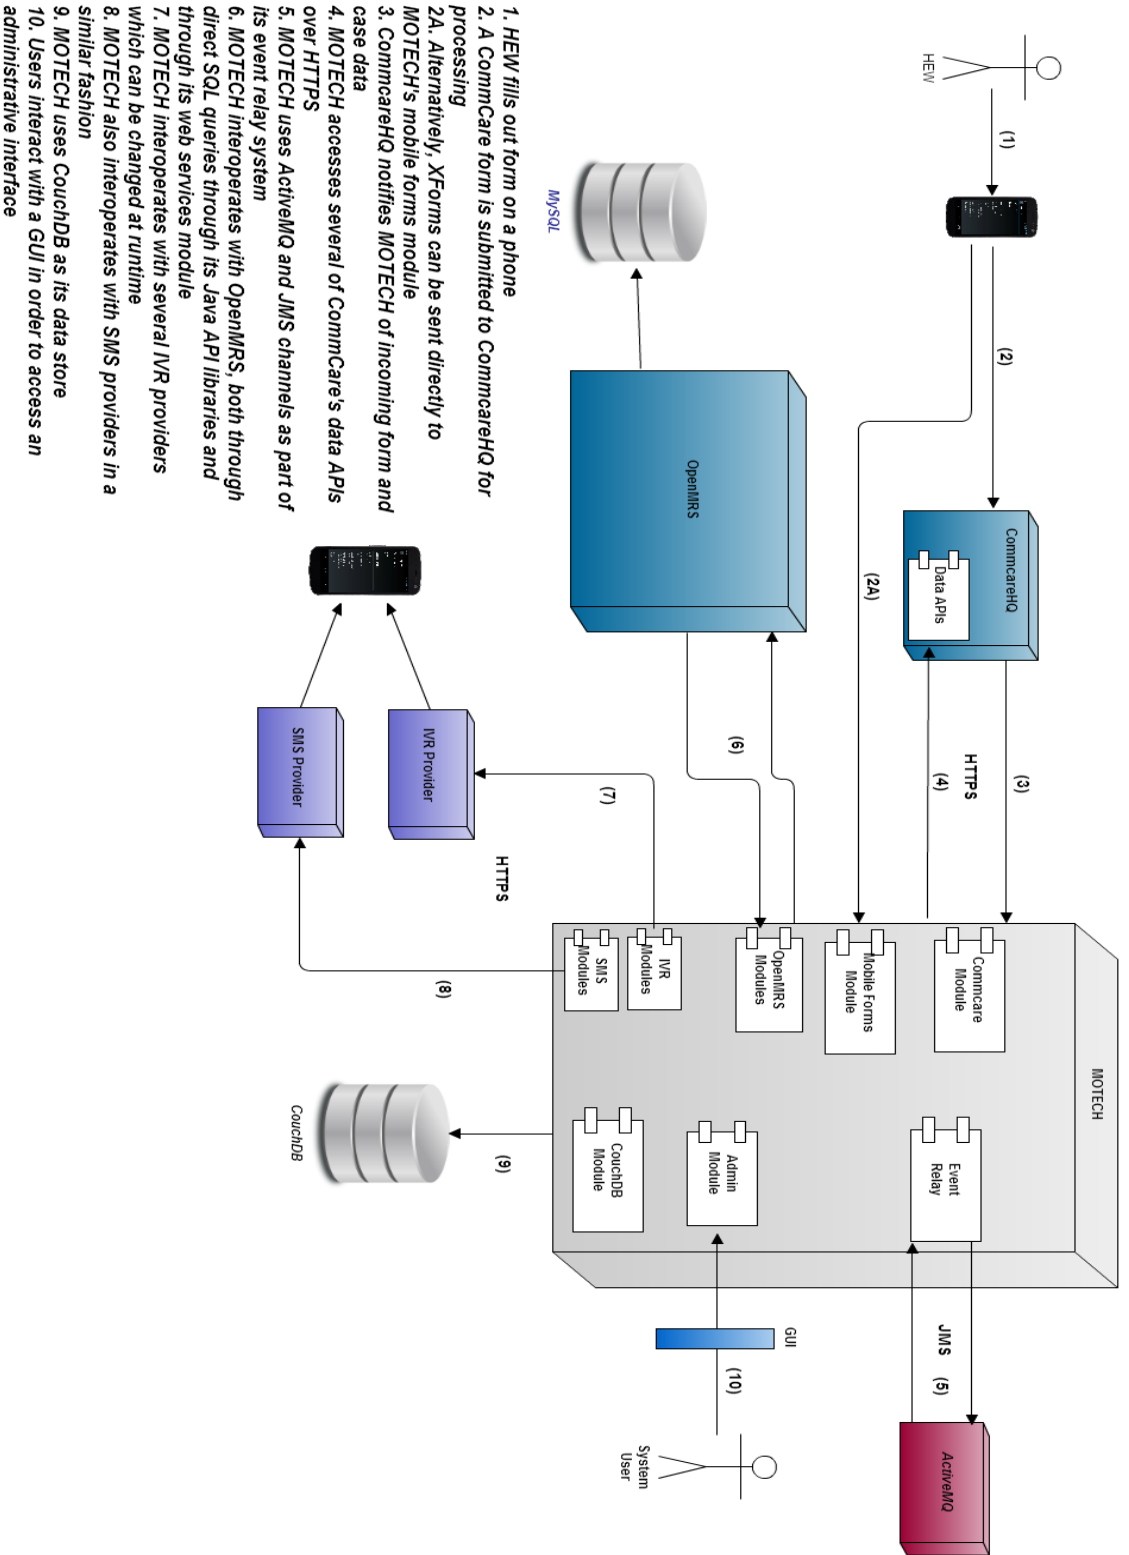 HEW
(1)
(2)
(2A)
CommcareHQ
Data APIs
(3)
HTTPS
(4)
MySQL
OpenMRS
(6)
MOTECH
Commcare
Module
Mobile Forms
Module
OpenMRS
Modules
IVR
Modules
SMS
Modules
Event
Relay
Admin
Module
CouchDB
Module
JMS
(5)
ActiveMQ
GUI
(10)
System
User
(7)
HTTPS
(8)
IVR Provider
SMS Provider
(9)
CouchDB
1. HEW fills out form on a phone
2. A CommCare form is submitted to CommcareHQ for
processing
2A. Alternatively, XForms can be sent directly to
MOTECH's mobile forms module
3. CommcareHQ notifies MOTECH of incoming form and
case data
4. MOTECH accesses several of CommCare's data APIs
over HTTPS
5. MOTECH uses ActiveMQ and JMS channels as part of
its event relay system
6. MOTECH interoperates with OpenMRS, both through
direct SQL queries through its Java API libraries and
through its web services module
7. MOTECH interoperates with several IVR providers
which can be changed at runtime
8. MOTECH also interoperates with SMS providers in a
similar fashion
9. MOTECH uses CouchDB as its data store
10. Users interact with a GUI in order to access an
administrative interface